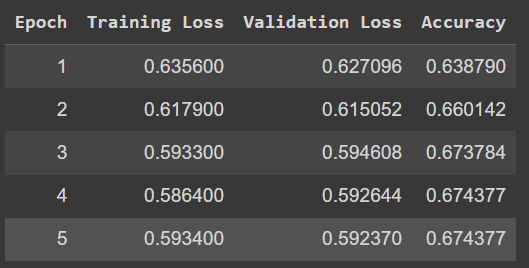 Epoch Training Loss Validation Loss Accuracy
1 0.635600 0.627096 0.638790
2 0.617900 0.615052 0.660142
3 0.593300 0.594608 0.673784
4 0.586400 0.592644 0.674377
5 0.593400 0.592370 0.674377